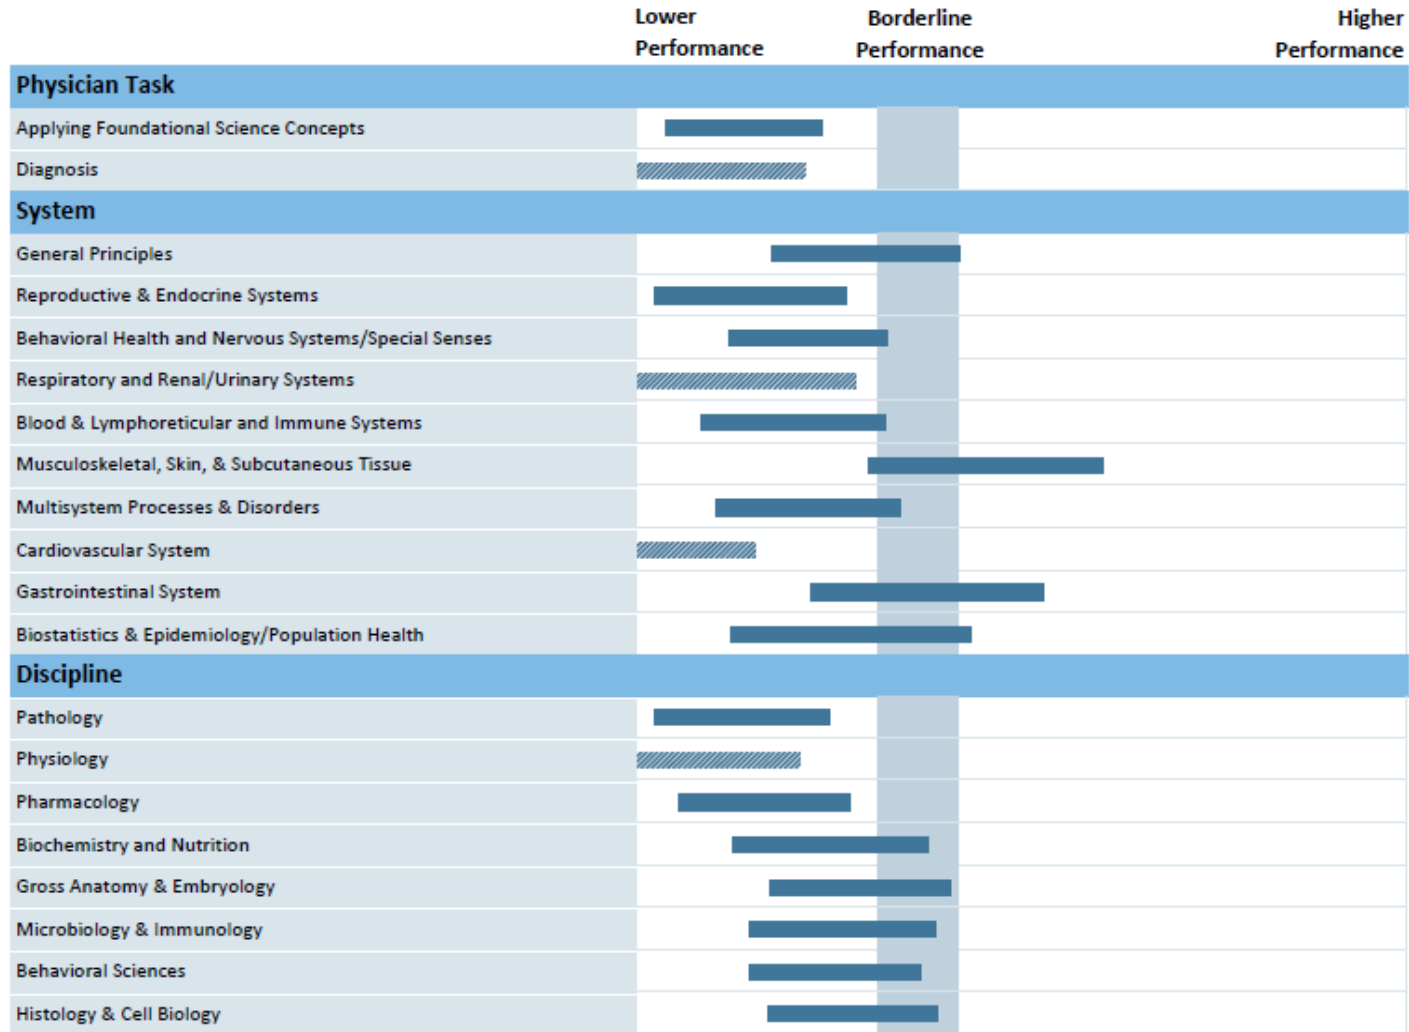 Lower Performance
Borderline Performance
Higher Performance
Physician Task
Applying Foundational Science Concepts
Diagnosis
System
General Principles
Reproductive & Endocrine Systems
Behavioral Health and Nervous Systems/Special Senses
Respiratory and Renal/Urinary Systems
Blood & Lymphoreticular and Immune Systems
Musculoskeletal, Skin, & Subcutaneous Tissue
Multisystem Processes & Disorders
Cardiovascular System
Gastrointestinal System
Biostatistics & Epidemiology/Population Health
Discipline
Pathology
Physiology
Pharmacology
Biochemistry and Nutrition
Gross Anatomy & Embryology
Microbiology & Immunology
Behavioral Sciences
Histology & Cell Biology